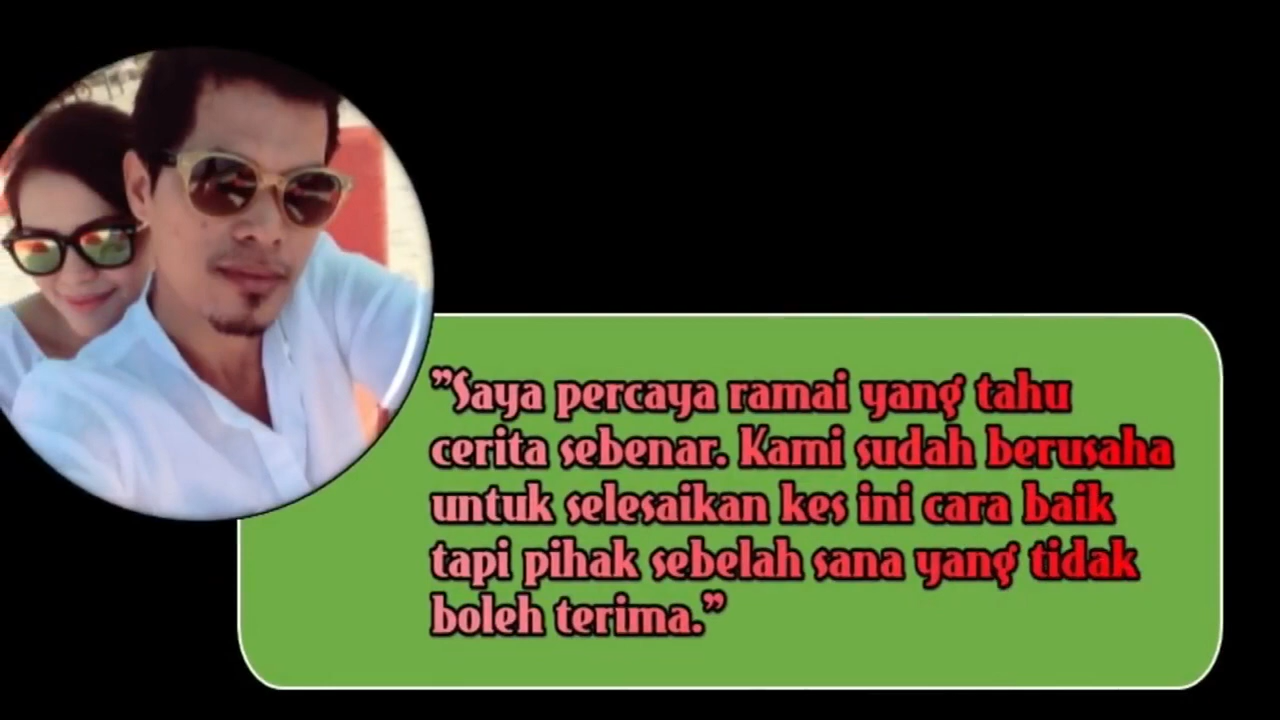 ”Saya percaya ramai yang tahu
cerita sebenar. Kami sudah berusaha
untuk selesaikan kes ini cara baik
tapi pihak sebelah sana yang tidak
boleh terima.”